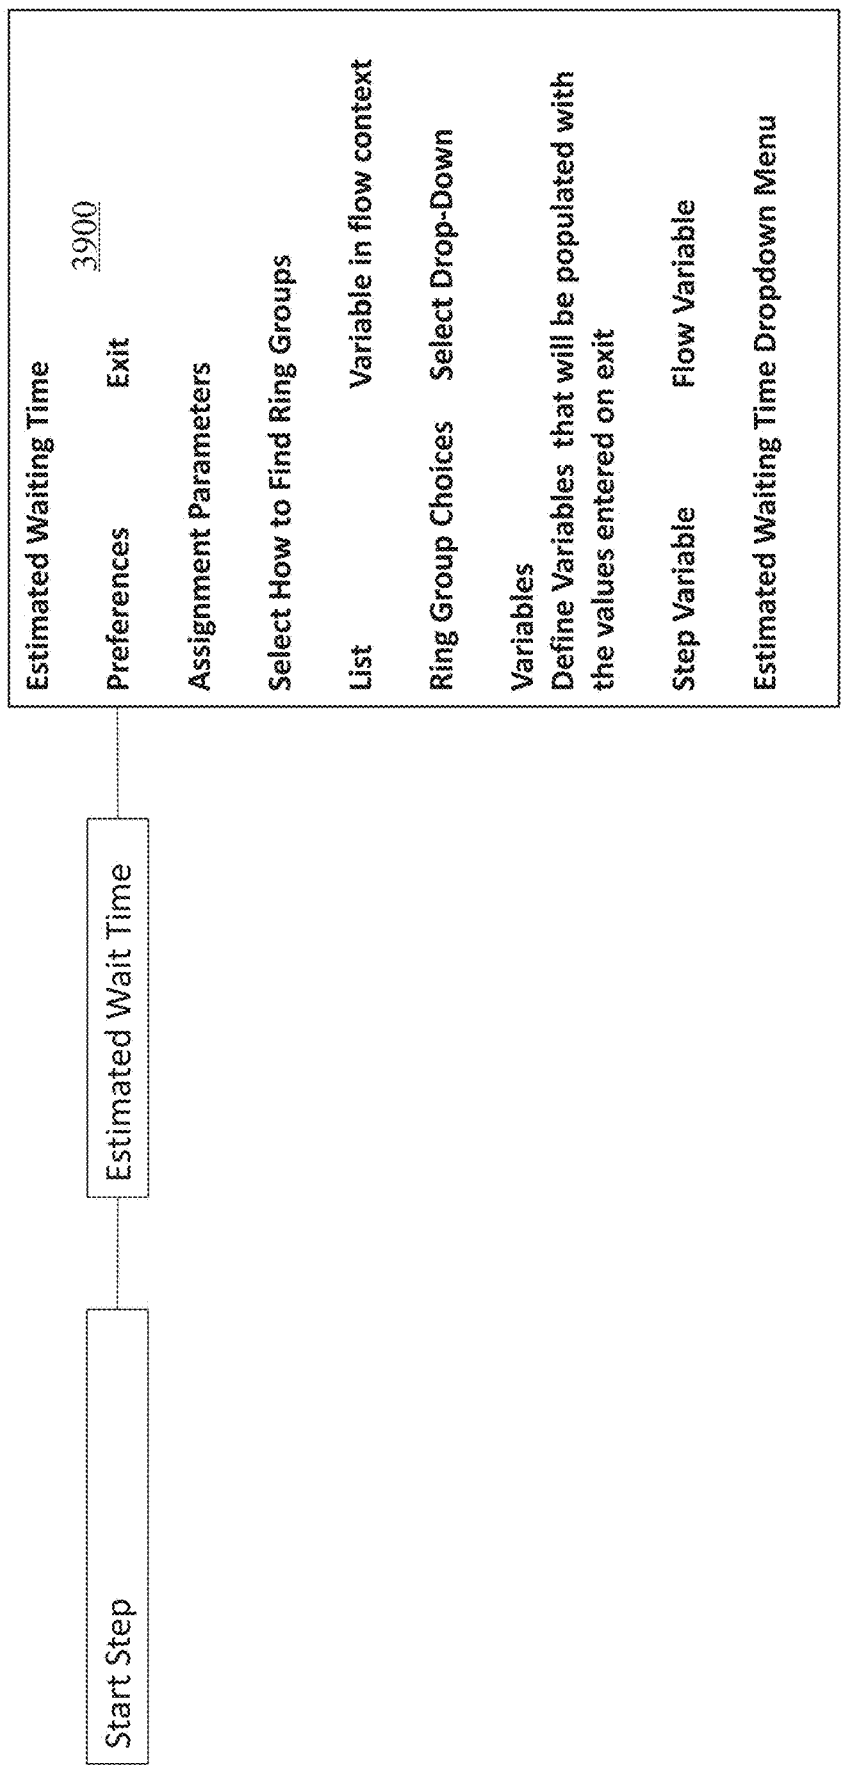 Start Step
Estimated Wait Time
Estimated Waiting Time
3900
Preferences Exit
Assignment Parameters
Select How to Find Ring Groups
List Variable in flow context
Ring Group Choices Select Drop-Down
Variables
Define Variables that will be populated with
the values entered on exit
Step Variable Flow Variable
Estimated Waiting Time Dropdown Menu